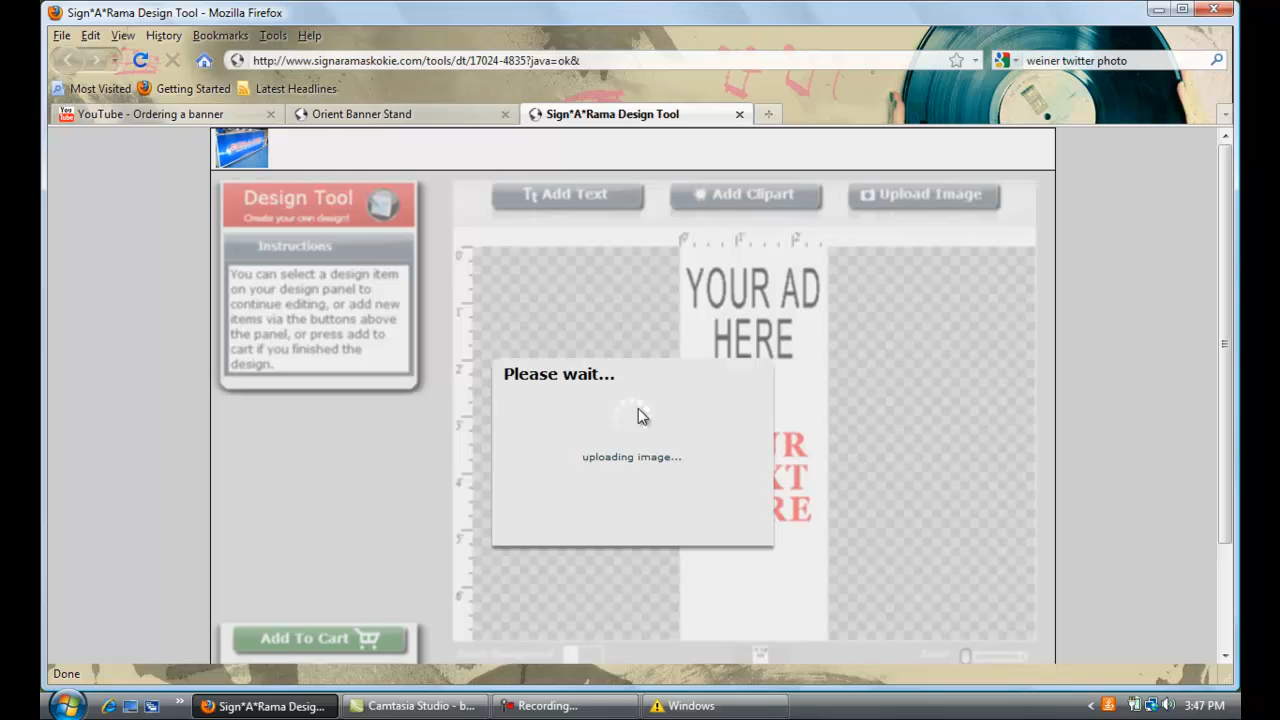 Sign*A*Rama Design Tool - Mozilla Firefox
File Edit View History Bookmarks Tools Help
http://www.signaramaskokie.com/tools/dt/17024-4835?java=ok& weiner twitter photo
Most Visited Getting Started Latest Headlines
YouTube - Ordering a banner Orient Banner Stand Sign*A*Rama Design Tool
Design Tool
Create your own design!
Add Text Add Clipart Upload Image
Instructions
You can select a design item
on your design panel to
continue editing, or add new
items via the buttons above
the panel, or press add to
cart if you finished the
design.
YOUR AD
HERE
Please wait...
uploading image...
Add To Cart
Done
Sign*A*Rama Desig... Camtasia Studio - b... Recording... Windows 3:47 PM